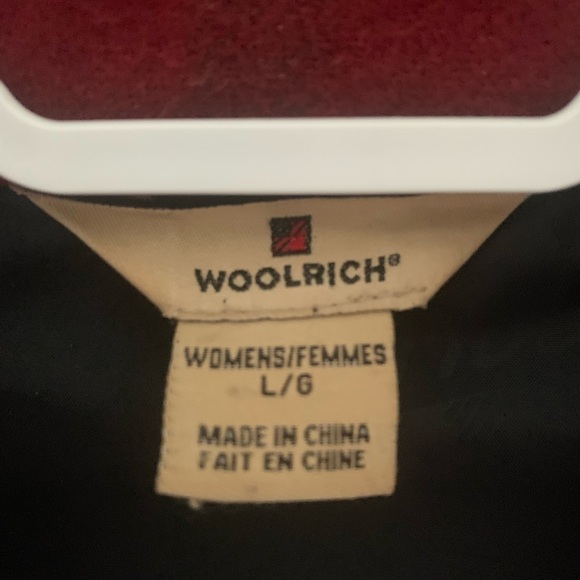 WOOLRICH®
WOMENS/FEMMES
L/G
MADE IN CHINA
FAIT EN CHINE